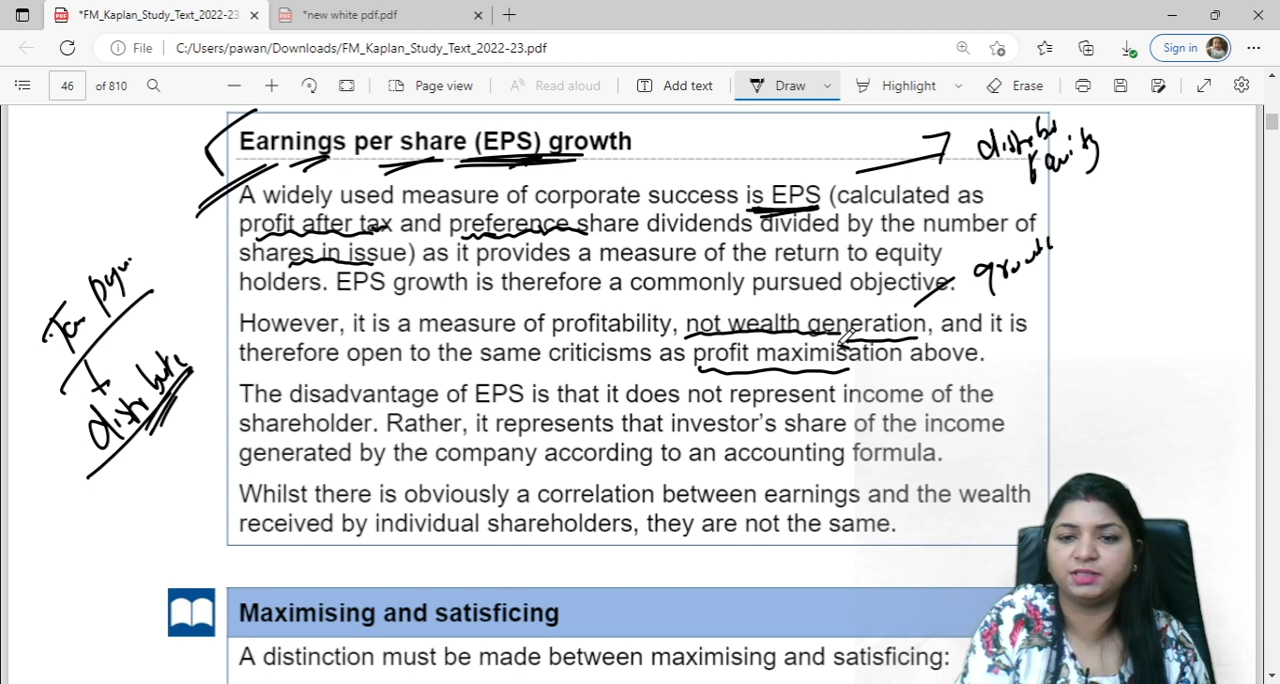 *FM_Kaplan_Study_Text_2022-23.
*new white pdf.pdf
File
C:/Users/pawan/Downloads/FM_Kaplan_Study_Text_2022-23.pdf
Sign in
46
of 810
Page view
Read aloud
Add text
Draw
Highlight
Erase
Earnings per share (EPS) growth
A widely used measure of corporate success is EPS (calculated as
profit after tax and preference share dividends divided by the number of
shares in issue) as it provides a measure of the return to equity
holders. EPS growth is therefore a commonly pursued objective.
growth
However, it is a measure of profitability, not wealth generation, and it is
therefore open to the same criticisms as profit maximisation above.
distribute
The disadvantage of EPS is that it does not represent income of the
shareholder. Rather, it represents that investor's share of the income
generated by the company according to an accounting formula.
Whilst there is obviously a correlation between earnings and the wealth
received by individual shareholders, they are not the same.
Maximising and satisficing
A distinction must be made between maximising and satisficing: